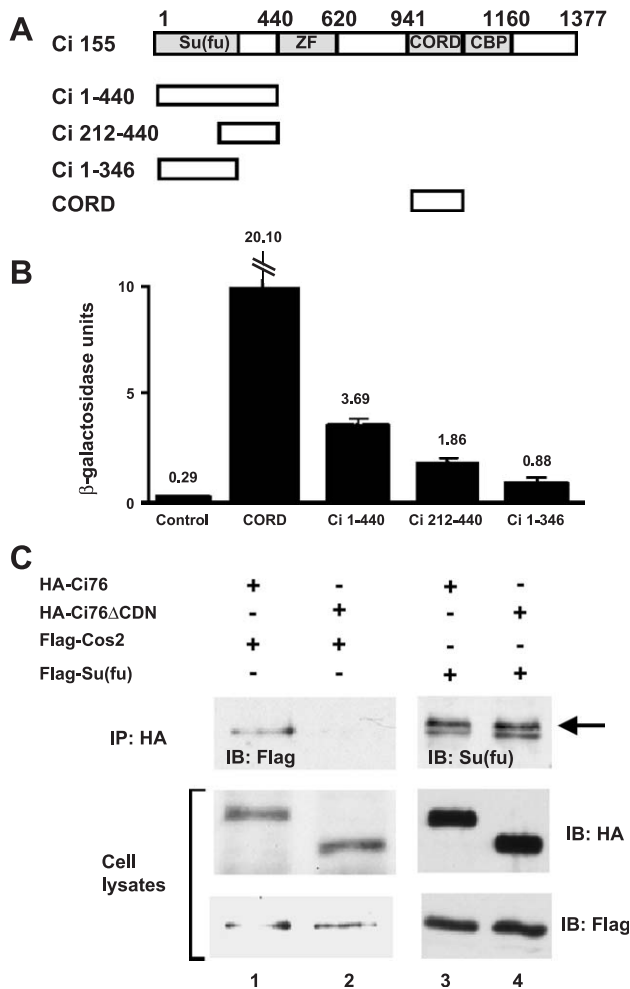 A
1 440 620 941 1160 1377
Ci 155 Su(fu) ZF CORD CBP
Ci 1-440
Ci 212-440
Ci 1-346
CORD
B
20.10
10
β-galactosidase units
5
3.69
1.86
0.88
0.29
0
Control CORD Ci 1-440 Ci 212-440 Ci 1-346
C
HA-Ci76 + - + -
HA-Ci76ΔCDN - + - +
Flag-Cos2 + + - -
Flag-Su(fu) - - + +
IP: HA
IB: Flag IB: Su(fu)
IB: HA
Cell
lysates
IB: Flag
1 2 3 4